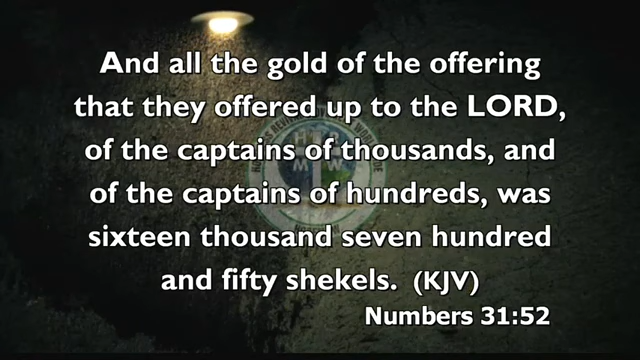 And all the gold of the offering
that they offered up to the LORD,
of the captains of thousands, and
of the captains of hundreds, was
sixteen thousand seven hundred
and fifty shekels. (KJV)
Numbers 31:52